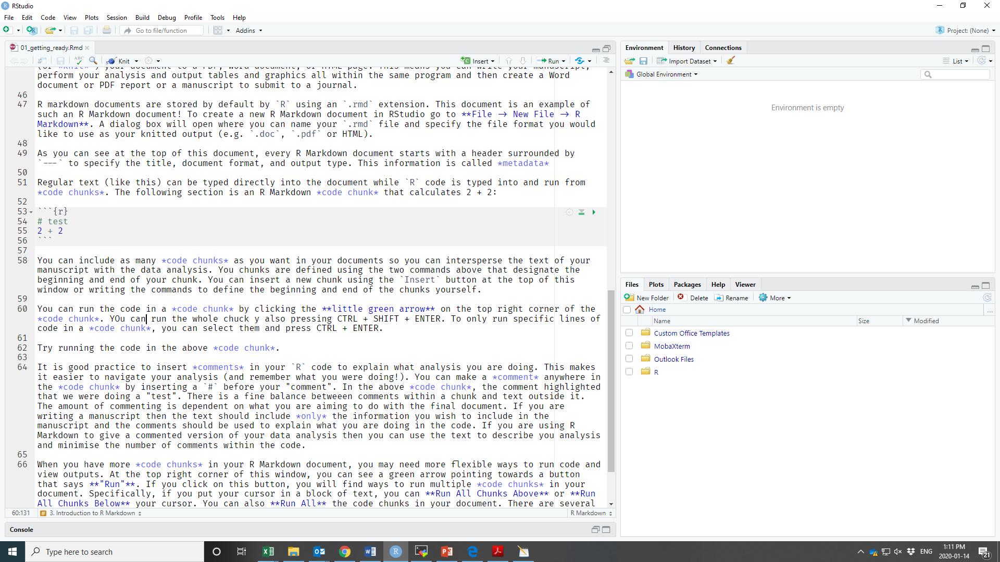 RStudio
File Edit Code View Plots Session Build Debug Profile Tools Help
Go to file/function Addins Project: (None)
01_getting_ready.Rmd
ABC Knit Insert Run
perform your analysis and output tables and graphics all within the same program and then create a Word
document or PDF report or a manuscript to submit to a journal.
46
47 R markdown documents are stored by default by `R` using an `.rmd` extension. This document is an example of
such an R Markdown document! To create a new R Markdown document in RStudio go to **File -> New File -> R
Markdown**. A dialog box will open where you can name your `.rmd` file and specify the file format you would
like to use as your knitted output (e.g. `.doc`, `.pdf` or HTML).
48
49 As you can see at the top of this document, every R Markdown document starts with a header surrounded by
`---` to specify the title, document format, and output type. This information is called *metadata*
50
51 Regular text (like this) can be typed directly into the document while `R` code is typed into and run from
*code chunks*. The following section is an R Markdown *code chunk* that calculates 2 + 2:
52
53 ```{r}
54 # test
55 2 + 2
56 ```
57
58 You can include as many *code chunks* as you want in your documents so you can intersperse the text of your
manuscript with the data analysis. You chunks are defined using the two commands above that designate the
beginning and end of your chunk. You can insert a new chunk using the `Insert` button at the top of this
window or writing the commands to define the beginning and end of the chunks yourself.
59
60 You can run the code in a *code chunk* by clicking the **little green arrow** on the top right corner of the
*code chunk*. YOu can run the whole chuck y also pressing CTRL + SHIFT + ENTER. To only run specific lines of
code in a *code chunk*, you can select them and press CTRL + ENTER.
61
62 Try running the code in the above *code chunk*.
63
64 It is good practice to insert *comments* in your `R` code to explain what analysis you are doing. This makes
it easier to navigate your analysis (and remember what you were doing!). You can make a *comment* anywhere in
the *code chunk* by inserting a `#` before your "comment". In the above *code chunk*, the comment highlighted
that we were doing a "test". There is a fine balance betweeen comments within a chunk and text outside it.
The amount of commenting is dependent on what you are aiming to do with the final document. If you are
writing a manuscript then the text should include *only* the information you wish to include in the
manuscript and the comments should be used to explain what you are doing in the code. If you are using R
Markdown to give a commented version of your data analysis then you can use the text to describe you analysis
and minimise the number of comments within the code.
65
66 When you have more *code chunks* in your R Markdown document, you may need more flexible ways to run code and
view outputs. At the top right corner of this window, you can see a green arrow pointing towards a button
that says **"Run"**. If you click on this button, you will find ways to run multiple *code chunks* in your
document. Specifically, if you put your cursor in a block of text, you can **Run All Chunks Above** or **Run
All Chunks Below** your cursor. You can also **Run All** the code chunks in your document. There are several
60:131 # 3. Introduction to R Markdown R Markdown
Console
Environment History Connections
Import Dataset List
Global Environment
Environment is empty
Files Plots Packages Help Viewer
New Folder Delete Rename More
Home ...
Name Size Modified
Custom Office Templates
MobaXterm
Outlook Files
R
Type here to search
ENG
1:11 PM
2020-01-14
21